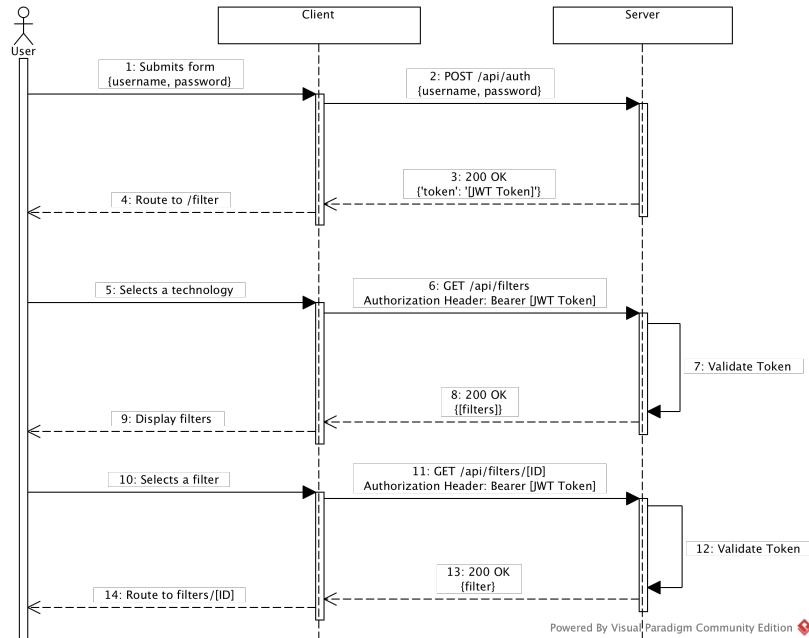 Client
Server
User
1: Submits form
{username, password}
2: POST /api/auth
{username, password}
3: 200 OK
{'token': '[JWT Token]'}
4: Route to /filter
5: Selects a technology
6: GET /api/filters
Authorization Header: Bearer [JWT Token]
7: Validate Token
8: 200 OK
{[filters]}
9: Display filters
10: Selects a filter
11: GET /api/filters/[ID]
Authorization Header: Bearer [JWT Token]
12: Validate Token
13: 200 OK
{filter}
14: Route to filters/[ID]
Powered By Visual Paradigm Community Edition